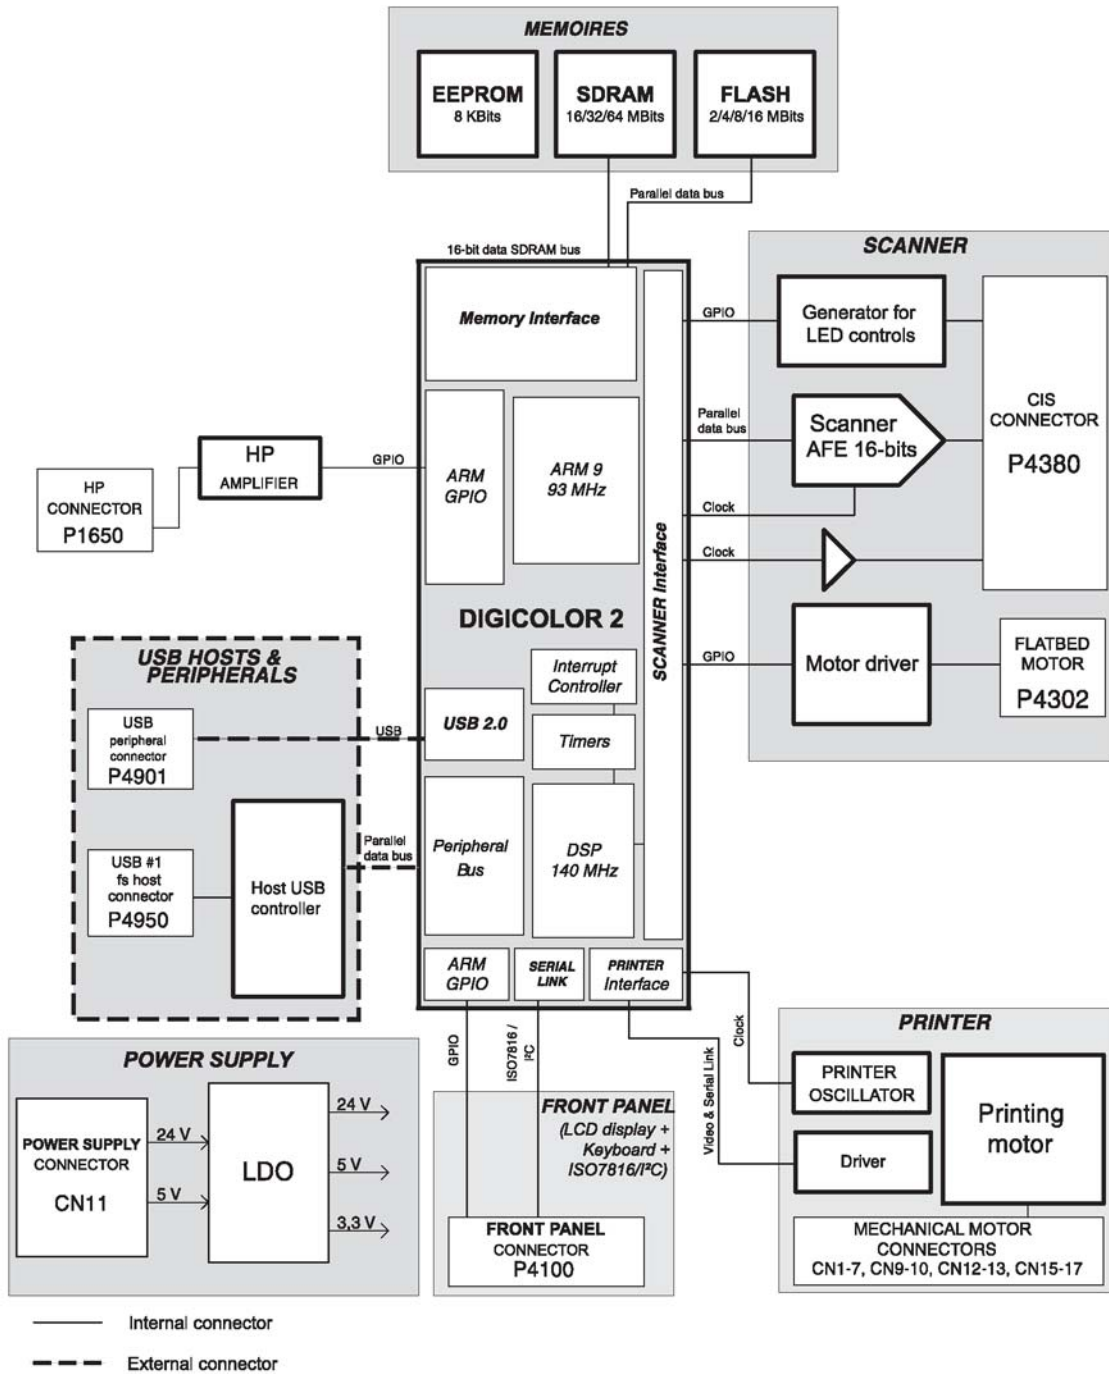 MEMOIRES
EEPROM
8 KBits
SDRAM
16/32/64 MBits
FLASH
2/4/8/16 MBits
Parallel data bus
16-bit data SDRAM bus
SCANNER
Memory Interface
GPIO
Generator for
LED controls
CIS
CONNECTOR
P4380
Parallel
data bus
Scanner
AFE 16-bits
Clock
Clock
HP
AMPLIFIER
GPIO
HP
CONNECTOR
P1650
ARM
GPIO
ARM 9
93 MHz
SCANNER Interface
DIGICOLOR 2
GPIO
Motor driver
FLATBED
MOTOR
P4302
USB HOSTS &
PERIPHERALS
USB
peripheral
connector
P4901
USB
USB 2.0
Interrupt
Controller
Timers
USB #1
fs host
connector
P4950
Host USB
controller
Parallel
data bus
Peripheral
Bus
DSP
140 MHz
ARM
GPIO
SERIAL
LINK
PRINTER
Interface
GPIO
ISO7816 /
I²C
Video & Serial Link
Clock
PRINTER
PRINTER
OSCILLATOR
Printing
motor
Driver
MECHANICAL MOTOR
CONNECTORS
CN1-7, CN9-10, CN12-13, CN15-17
POWER SUPPLY
POWER SUPPLY
CONNECTOR
CN11
24 V
5 V
LDO
24 V
5 V
3,3 V
FRONT PANEL
(LCD display +
Keyboard +
ISO7816/I²C)
FRONT PANEL
CONNECTOR
P4100
Internal connector
External connector